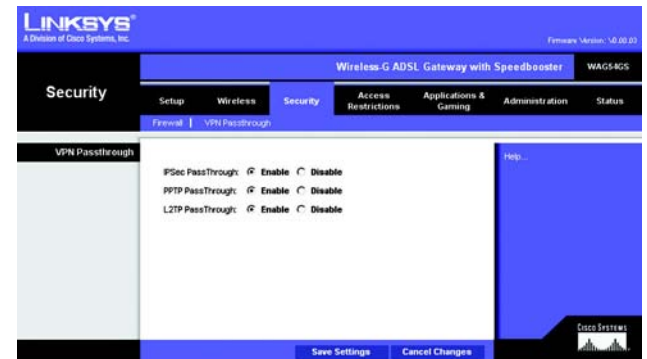 LINKSYS®
A Division of Cisco Systems, Inc.
Firmware Version: V0.00.03
Wireless-G ADSL Gateway with Speedbooster WAG54GS
Security
Setup Wireless Security Access Restrictions Applications & Gaming Administration Status
Firewall | VPN Passthrough
VPN Passthrough
IPSec PassThrough: Enable Disable
PPTP PassThrough: Enable Disable
L2TP PassThrough: Enable Disable
Help...
Save Settings Cancel Changes
CISCO SYSTEMS